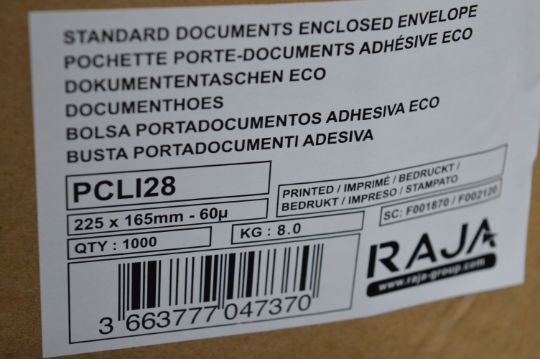 STANDARD DOCUMENTS ENCLOSED ENVELOPE
POCHETTE PORTE-DOCUMENTS ADHÉSIVE ECO
DOKUMENTENTASCHEN ECO
DOCUMENTHOES
BOLSA PORTADOCUMENTOS ADHESIVA ECO
BUSTA PORTADOCUMENTI ADESIVA
PCLI28
PRINTED / IMPRIMÉ / BEDRUCKT /
BEDRUKT / IMPRESO / STAMPATO
225 x 165mm - 60µ
SC: F001870 / F002120
QTY : 1000
KG : 8.0
RAJA
www.raja-group.com
3 663777 047370